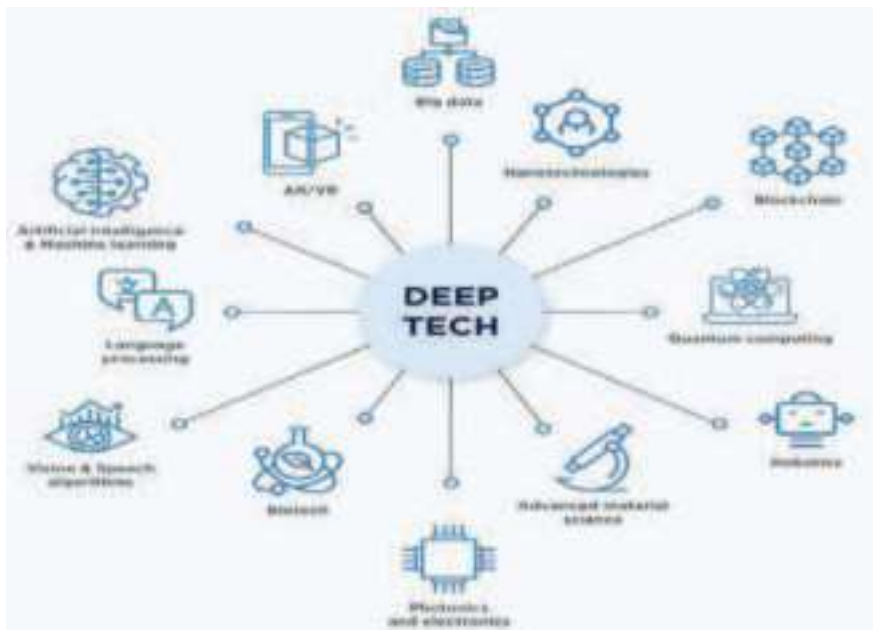 Big data
AR/VR
Nanotechnologies
Blockchain
Artificial intelligence
& Machine learning
DEEP
TECH
Language
processing
A
Quantum computing
Vision & Speech
algorithms
Biotech
Advanced material
science
Robotics
Photonics
and electronics